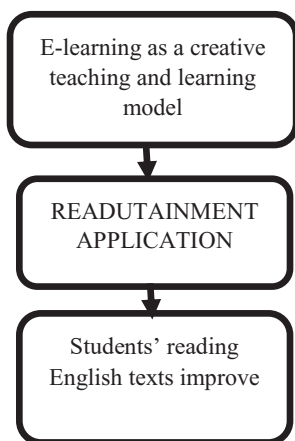 E-learning as a creative
teaching and learning
model
READUTAINMENT
APPLICATION
Students’ reading
English texts improve